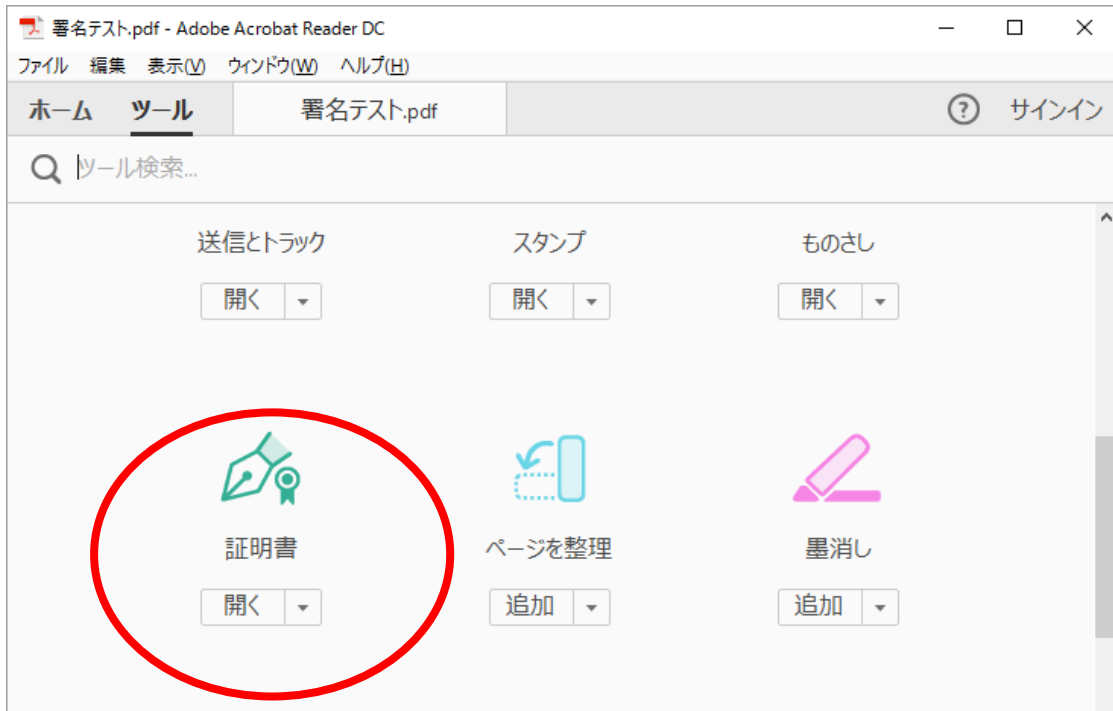 署名テスト.pdf - Adobe Acrobat Reader DC
ファイル 編集 表示(V) ウィンドウ(W) ヘルプ(H)
ホーム ツール 署名テスト.pdf ? サインイン
ツール検索...
送信とトラック スタンプ ものさし
開く 開く 開く
証明書 ページを整理 墨消し
開く 追加 追加